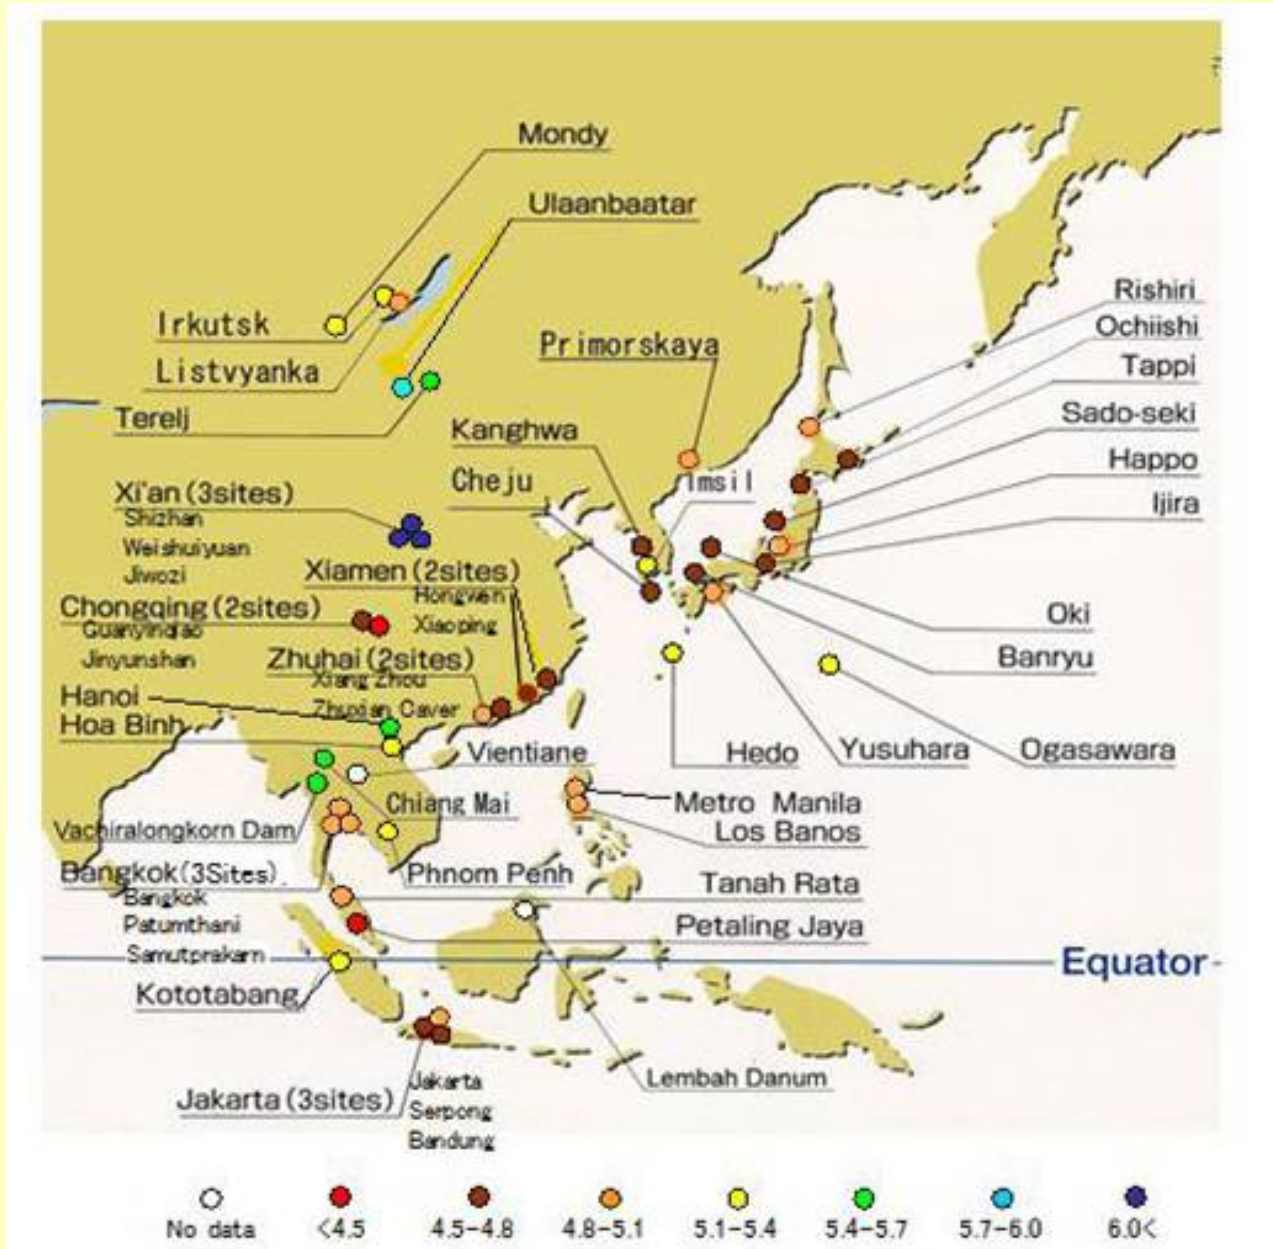 Mondy
Ulaanbaatar
Rishiri
Irkutsk
Ochiishi
Primorskaya
Tappi
Listvyanka
Sado-seki
Terelj
Kanghwa
Happo
Cheju
Imsil
Xi'an (3sites)
Ijira
Shizhan
Weishuiyuan
Jiwozi
Xiamen (2sites)
Hongwen
Chongqing (2sites)
Oki
Guanyinqiao
Xiaoping
Jinyunshan
Zhuhai (2sites)
Banryu
Xiang Zhou
Hanoi
Zhuxian Caver
Hoa Binh
Vientiane
Hedo
Yusuhara
Ogasawara
Chiang Mai
Metro Manila
Vachiralongkorn Dam
Los Banos
Bangkok (3Sites)
Phnom Penh
Tanah Rata
Bangkok
Patumthani
Petaling Jaya
Samutprakarn
Equator
Kototabang
Lembah Danum
Jakarta (3sites)
Jakarta
Serpong
Bandung
No data
<4.5
4.5-4.8
4.8-5.1
5.1-5.4
5.4-5.7
5.7-6.0
6.0<